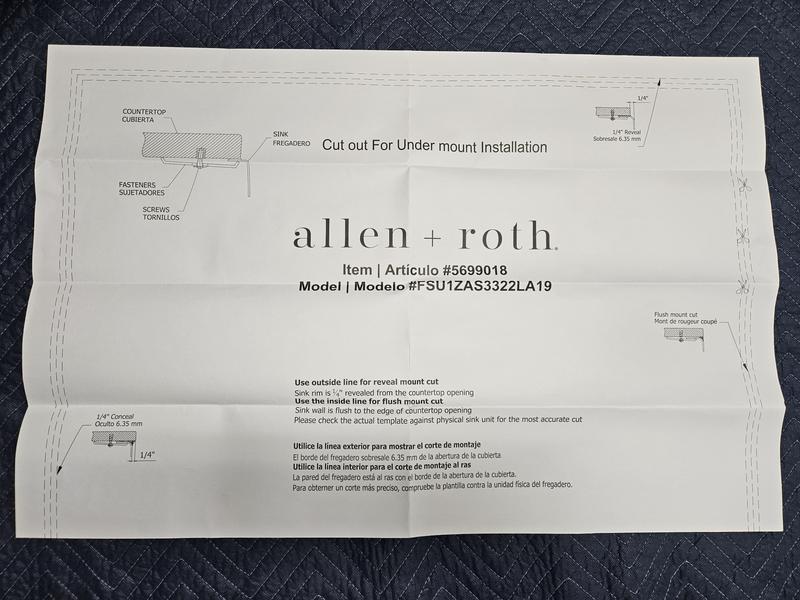 COUNTERTOP
CUBIERTA
SINK
FREGADERO
FASTENERS
SUJETADORES
SCREWS
TORNILLOS
Cut out For Under mount Installation
1/4"
1/4" Reveal
Sobresale 6.35 mm
allen + roth®
Item | Artículo #5699018
Model | Modelo #FSU1ZAS3322LA19
Flush mount cut
Mont de rougeur coupé
Use outside line for reveal mount cut
Sink rim is 1/4" revealed from the countertop opening
Use the inside line for flush mount cut
Sink wall is flush to the edge of countertop opening
Please check the actual template against physical sink unit for the most accurate cut
1/4" Conceal
Oculto 6.35 mm
1/4"
Utilice la línea exterior para mostrar el corte de montaje
El borde del fregadero sobresale 6.35 mm de la abertura de la cubierta
Utilice la línea interior para el corte de montaje al ras
La pared del fregadero está al ras con el borde de la abertura de la cubierta.
Para obterner un corte más preciso, compruebe la plantilla contra la unidad física del fregadero.